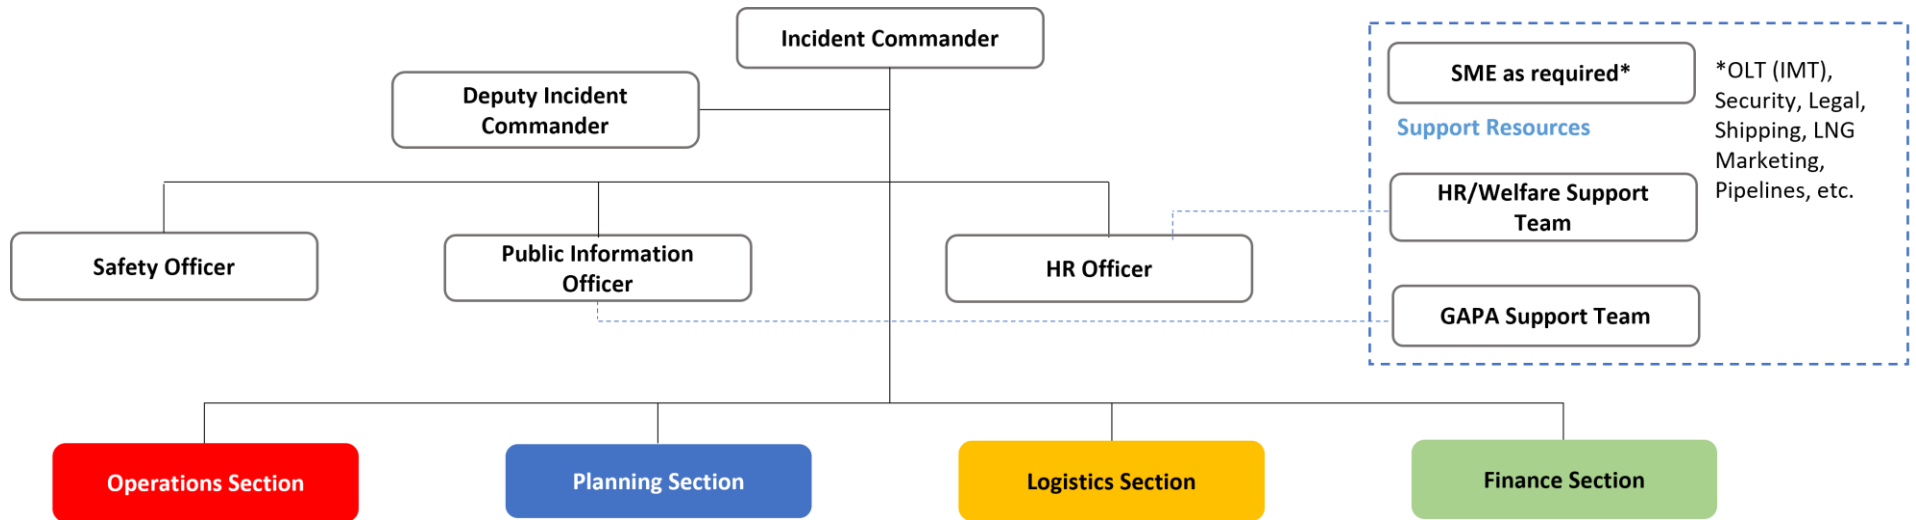 Incident Commander
Deputy Incident
Commander
SME as required*
Support Resources
*OLT (IMT),
Security, Legal,
Shipping, LNG
Marketing,
Pipelines, etc.
HR/Welfare Support
Team
Safety Officer
Public Information
Officer
HR Officer
GAPA Support Team
Operations Section
Planning Section
Logistics Section
Finance Section